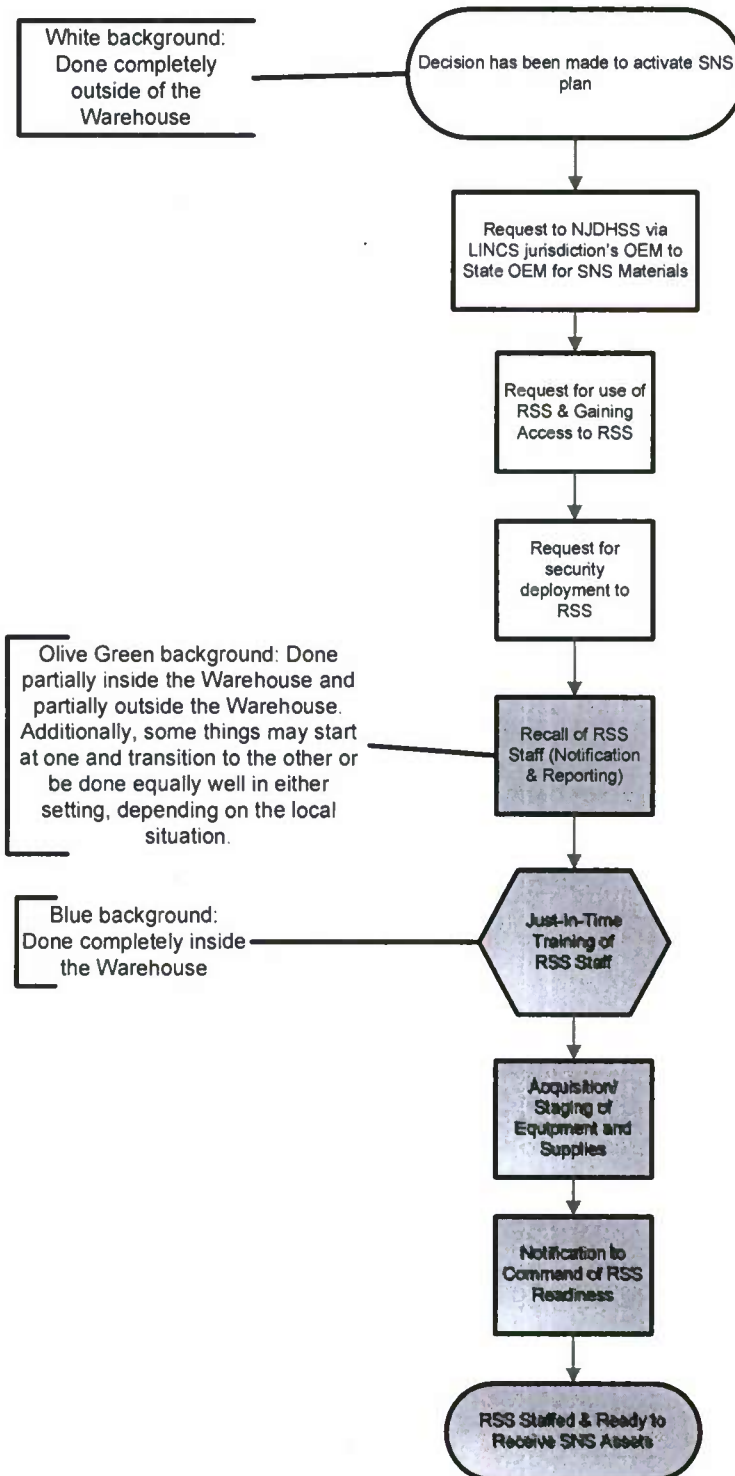 White background:
Done completely
outside of the
Warehouse
Decision has been made to activate SNS
plan
Request to NJDHSS via
LINCS jurisdiction's OEM to
State OEM for SNS Materials
Request for use of
RSS & Gaining
Access to RSS
Request for
security
deployment to
RSS
Olive Green background: Done
partially inside the Warehouse and
partially outside the Warehouse.
Additionally, some things may start
at one and transition to the other or
be done equally well in either
setting, depending on the local
situation.
Recall of RSS
Staff (Notification
& Reporting)
Blue background:
Done completely inside
the Warehouse
Just-In-Time
Training of
RSS Staff
Acquisition/
Staging of
Equipment and
Supplies
Notification to
Command of RSS
Readiness
RSS Staffed & Ready to
Receive SNS Assets